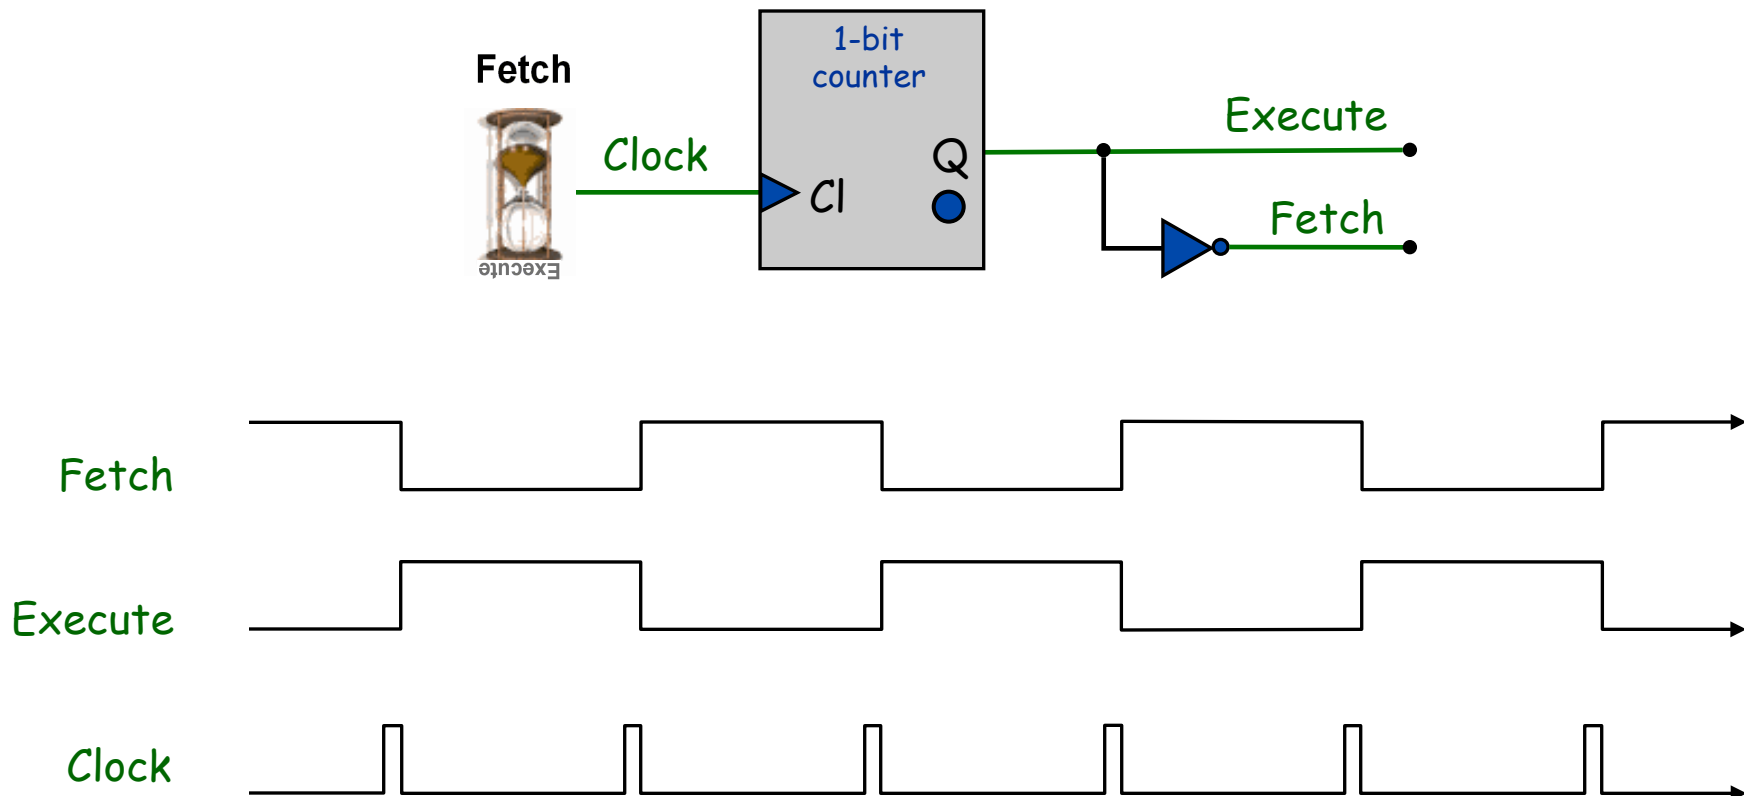 1-bit
counter
Fetch
Clock
Cl
Q
Execute
Fetch
Execute
Fetch
Execute
Clock